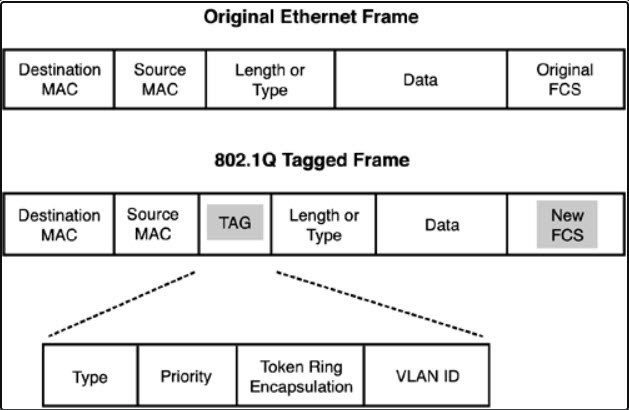 Original Ethernet Frame
Destination MAC
Source MAC
Length or Type
Data
Original FCS
802.1Q Tagged Frame
Destination MAC
Source MAC
TAG
Length or Type
Data
New FCS
Type
Priority
Token Ring Encapsulation
VLAN ID